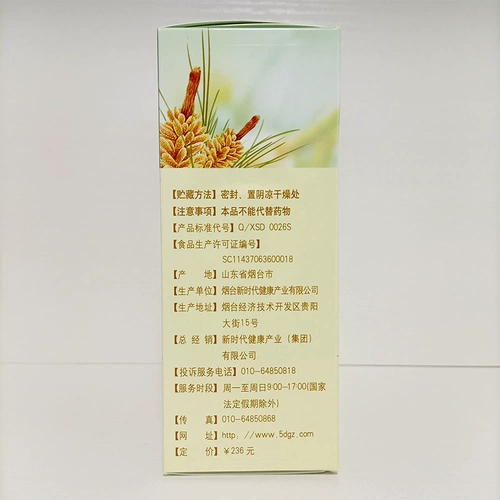 【贮藏方法】密封、置阴凉干燥处
【注意事项】本品不能代替药物
【产品标准代号】Q/XSD 0026S
【食品生产许可证编号】
SC11437063600018
【产 地】山东省烟台市
【生产单位】烟台新时代健康产业有限公司
【生产地址】烟台经济技术开发区贵阳
大街15号
【总 经 销】新时代健康产业（集团）
有限公司
【投诉服务电话】010-64850818
【服务时段】周一至周日9:00-17:00(国家
法定假期除外)
【传 真】010-64850868
【网 址】http: //www.5dgz.com
【定 价】￥236 元